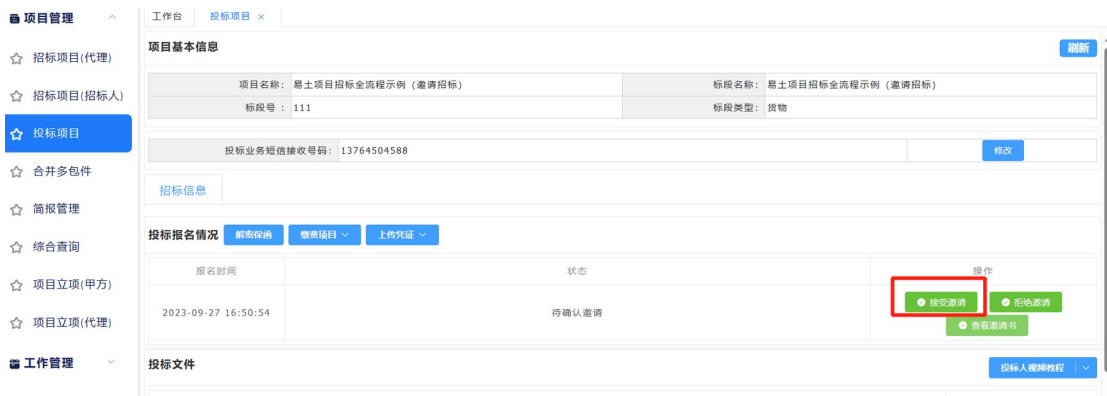 项目管理
招标项目(代理)
招标项目(招标人)
投标项目
合并多包件
简报管理
综合查询
项目立项(甲方)
项目立项(代理)
工作管理
工作台 投标项目 ×
项目基本信息 刷新
项目名称: 易土项目招标全流程示例 (邀请招标) 标段名称: 易土项目招标全流程示例 (邀请招标)
标段号 : 111 标段类型: 货物
投标业务短信接收号码: 13764504588 修改
招标信息
投标报名情况 解密保函 缴费项目 上传凭证
报名时间 状态 操作
2023-09-27 16:50:54 待确认邀请 接受邀请 拒绝邀请
查看邀请书
投标文件 投标人视频教程